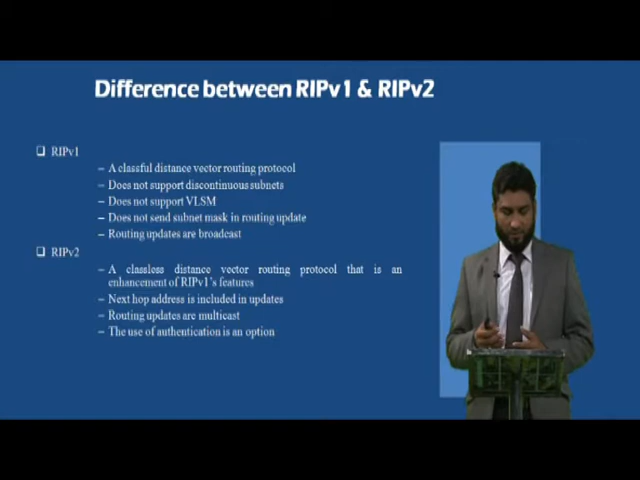 Difference between RIPv1 & RIPv2
❑ RIPv1
– A classful distance vector routing protocol
– Does not support discontinuous subnets
– Does not support VLSM
– Does not send subnet mask in routing update
– Routing updates are broadcast
❑ RIPv2
– A classless distance vector routing protocol that is an
enhancement of RIPv1's features
– Next hop address is included in updates
– Routing updates are multicast
– The use of authentication is an option